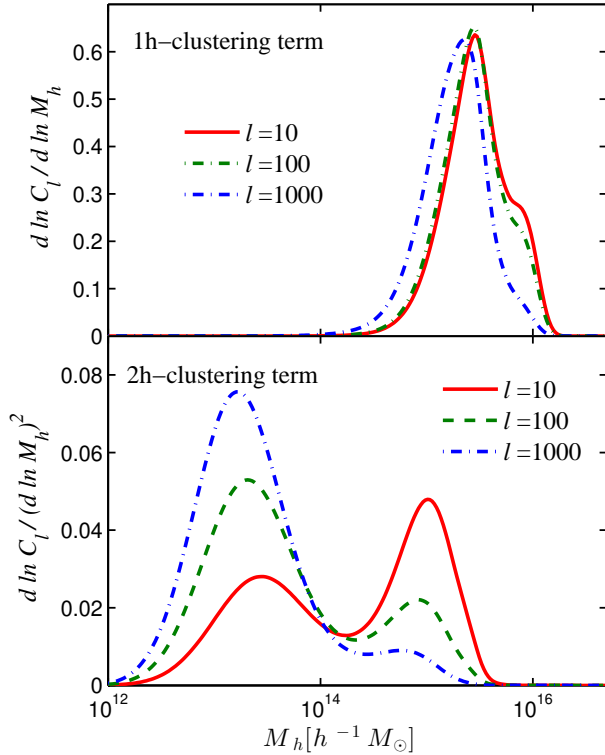 1h−clustering term
d ln C_l / d ln M_h
0.6
0.5
0.4
0.3
0.2
0.1
0
l =10
l =100
l =1000
2h−clustering term
d ln C_l / (d ln M_h)^2
0.08
0.06
0.04
0.02
0
l =10
l =100
l =1000
10^12
10^14
10^16
M_h [h^−1 M_⊙]